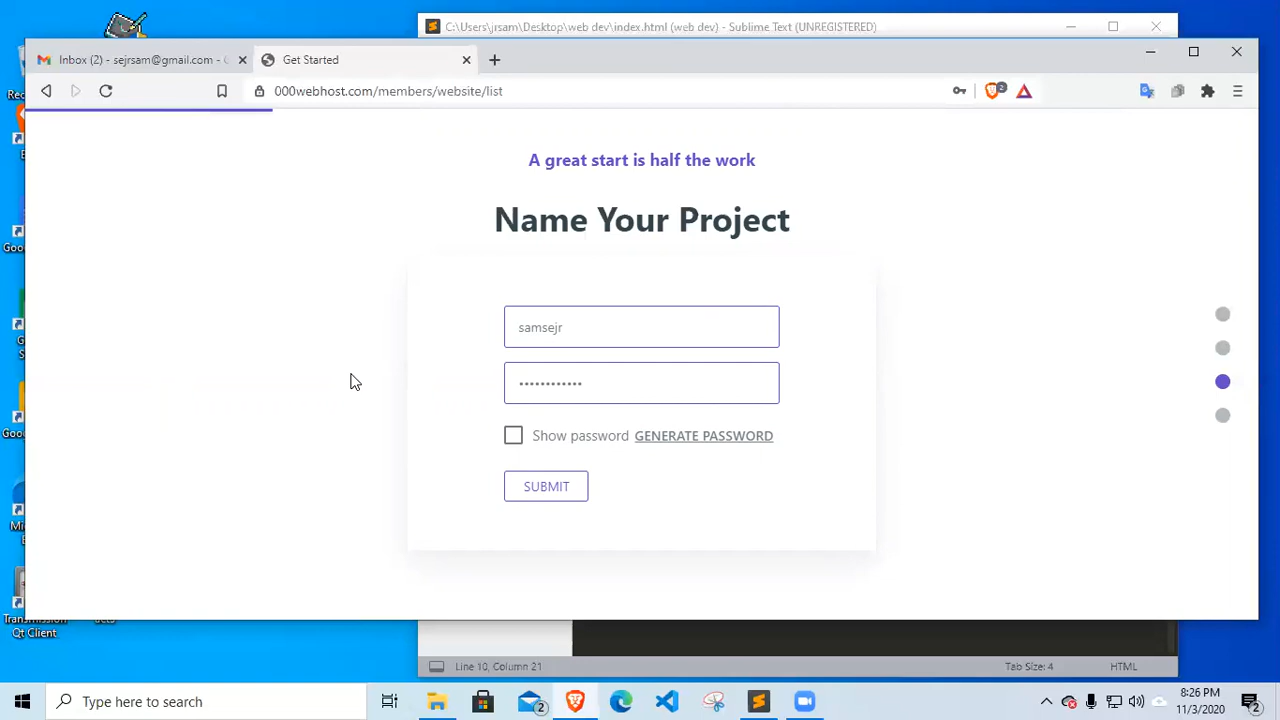 C:\Users\jrsam\Desktop\web dev\index.html (web dev) - Sublime Text (UNREGISTERED)
Inbox (2) - sejrsam@gmail.com -
Get Started
000webhost.com/members/website/list
2
A great start is half the work
Name Your Project
samsejr
••••••••••••
Show password GENERATE PASSWORD
SUBMIT
Qt Client
Line 10, Column 21
Tab Size: 4
HTML
Type here to search
2
8:26 PM
11/3/2020
2